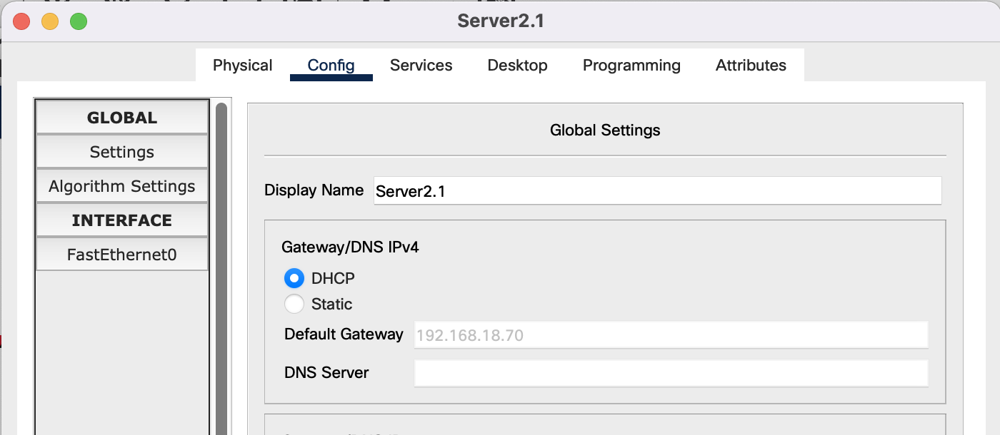 Server2.1
Physical Config Services Desktop Programming Attributes
GLOBAL
Settings
Algorithm Settings
INTERFACE
FastEthernet0
Global Settings
Display Name Server2.1
Gateway/DNS IPv4
DHCP
Static
Default Gateway 192.168.18.70
DNS Server